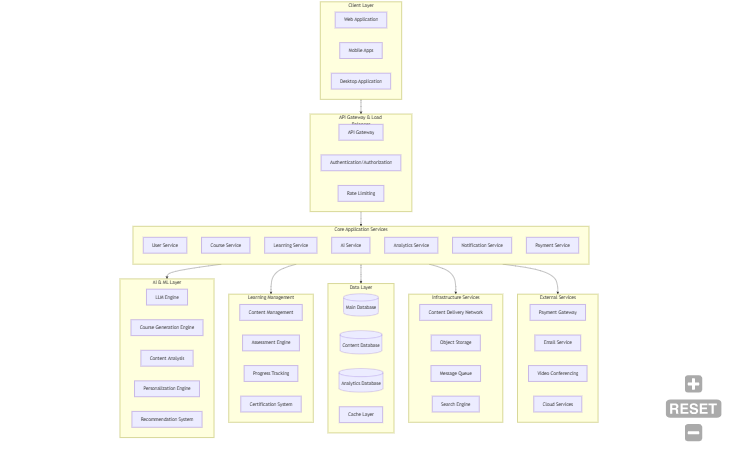 Client Layer
Web Application
Mobile Apps
Desktop Application
API Gateway & Load
API Gateway
Authentication/Authorization
Rate Limiting
Core Application Services
User Service
Course Service
Learning Service
AI Service
Analytics Service
Notification Service
Payment Service
AI & ML Layer
LLM Engine
Course Generation Engine
Content Analysis
Personalization Engine
Recommendation System
Learning Management
Content Management
Assessment Engine
Progress Tracking
Certification System
Data Layer
Main Database
Content Database
Analytics Database
Cache Layer
Infrastructure Services
Content Delivery Network
Object Storage
Message Queue
Search Engine
External Services
Payment Gateway
Email Service
Video Conferencing
Cloud Services
RESET